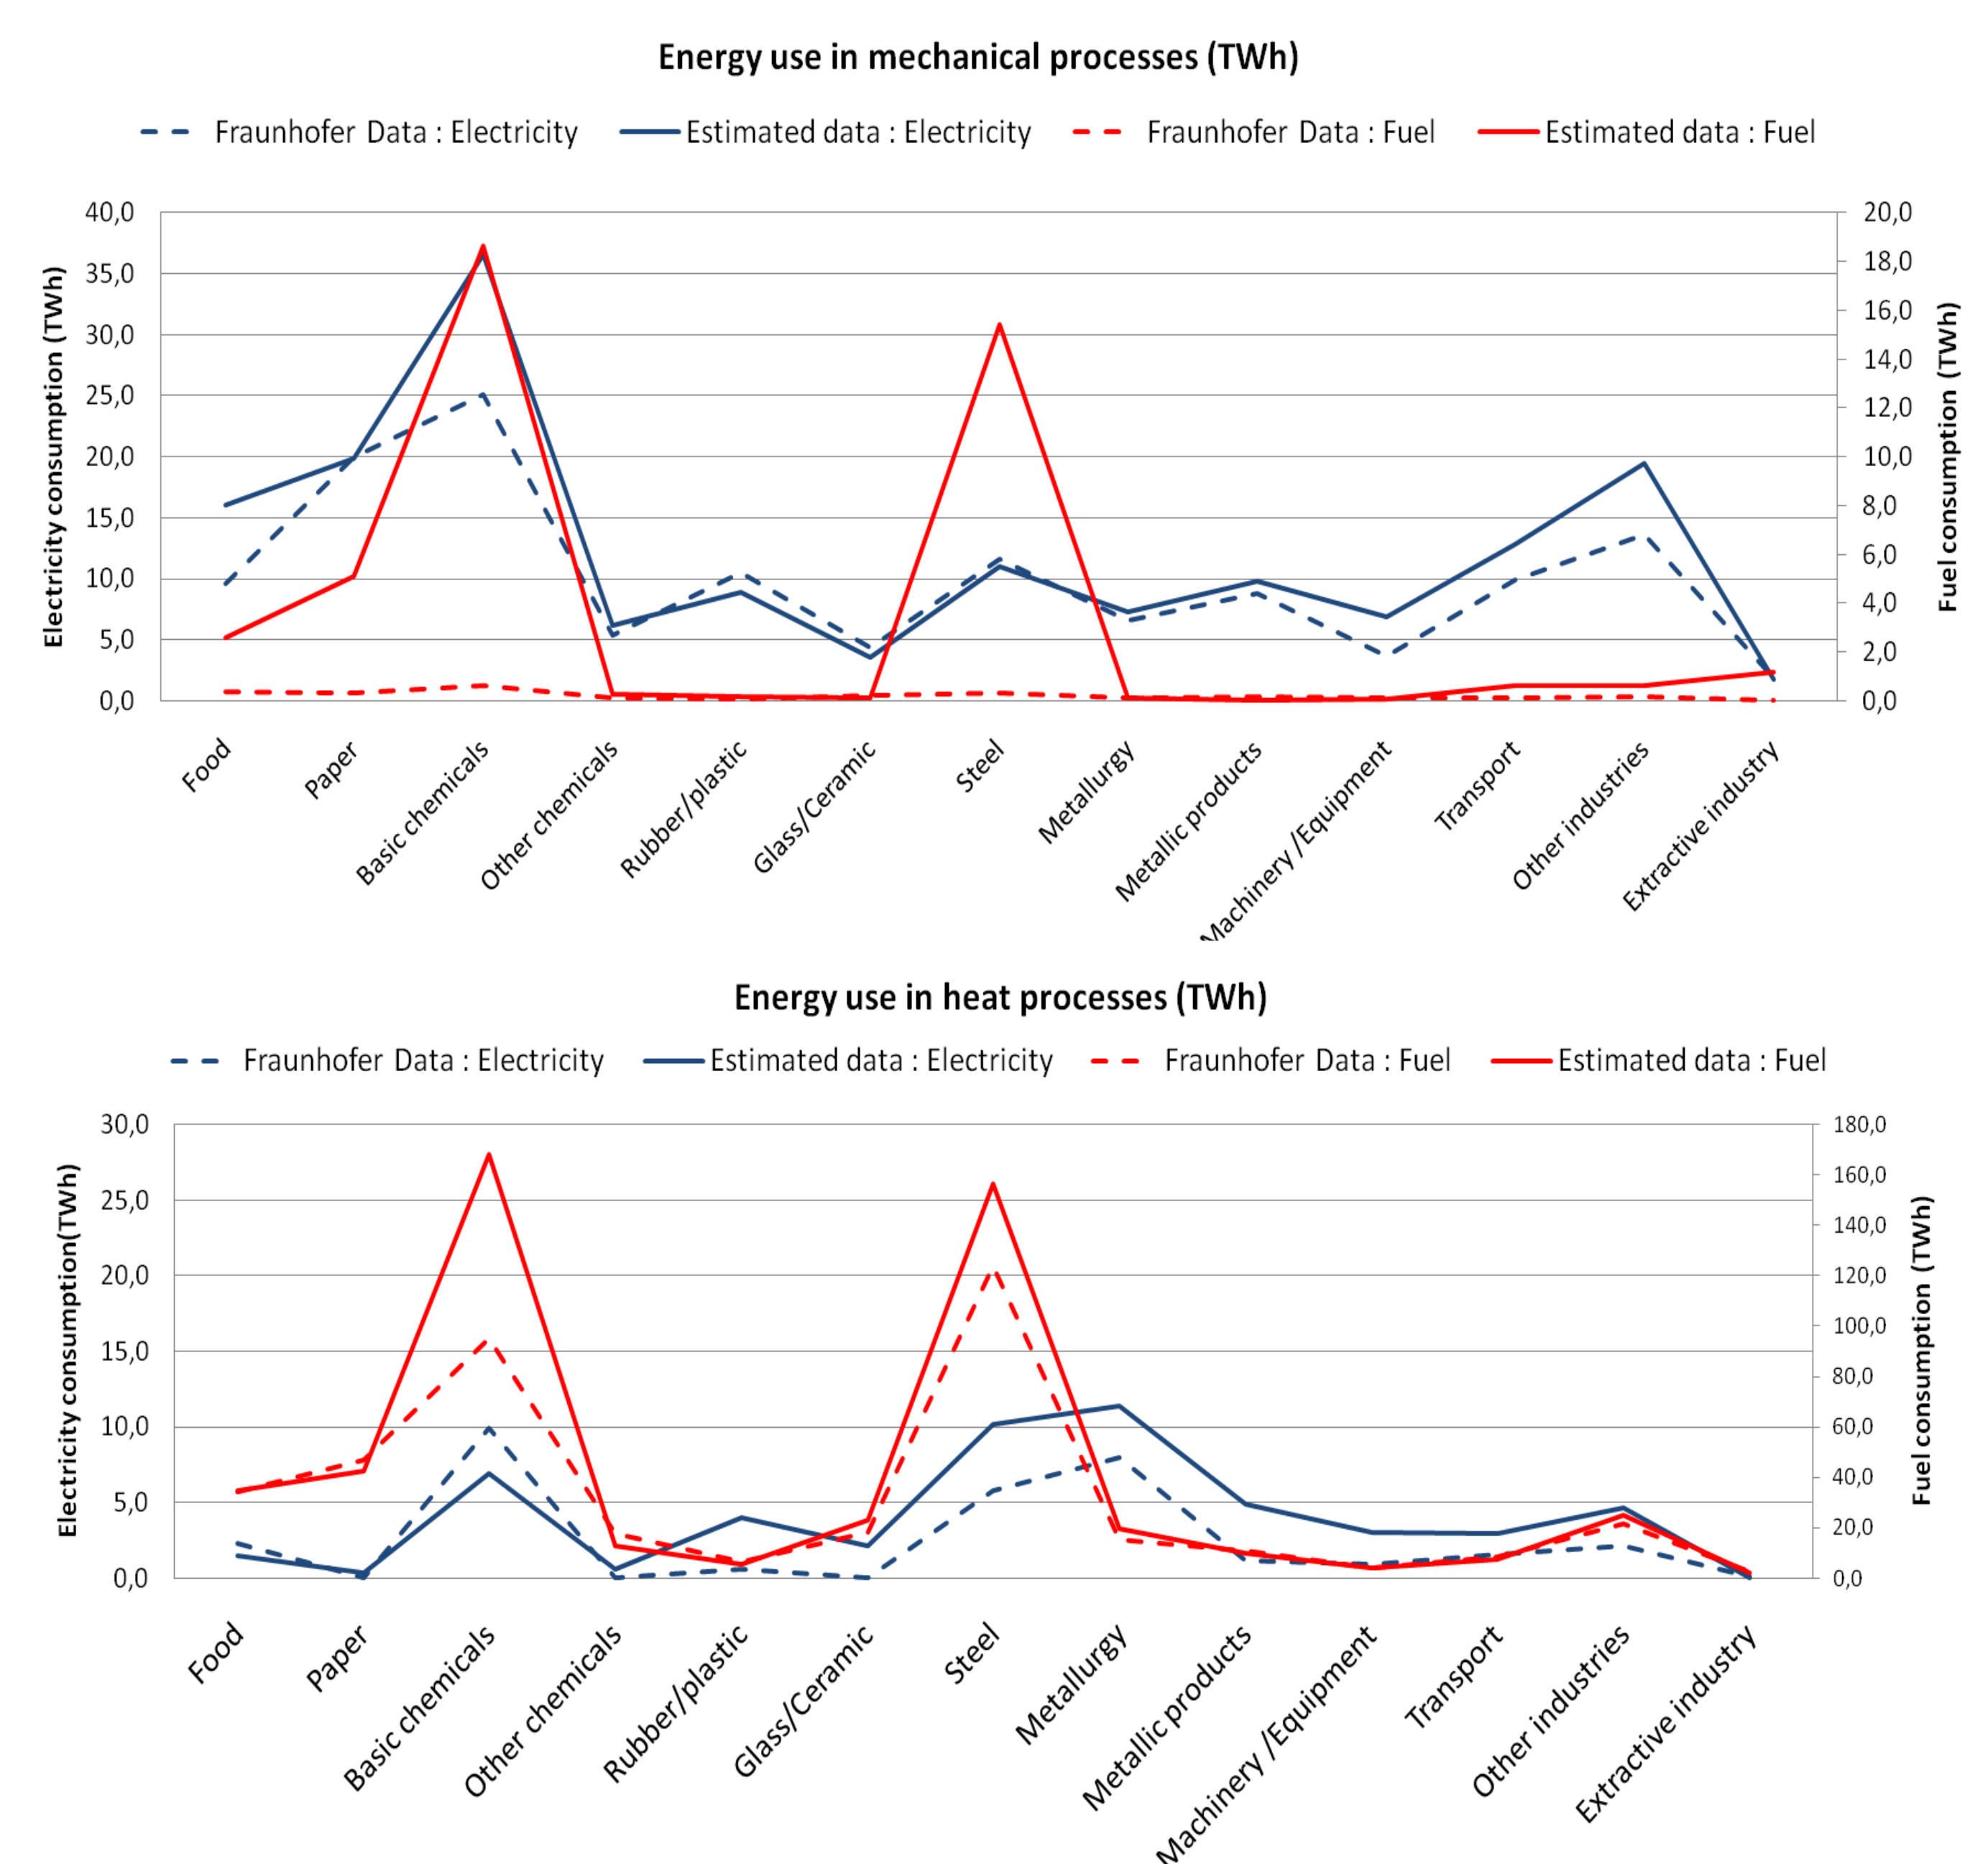 Energy use in mechanical processes (TWh)
Fraunhofer Data : Electricity Estimated data : Electricity Fraunhofer Data : Fuel Estimated data : Fuel
Electricity consumption (TWh)
40,0
35,0
30,0
25,0
20,0
15,0
10,0
5,0
0,0
20,0
18,0
16,0
14,0
12,0
10,0
8,0
6,0
4,0
2,0
0,0
Fuel consumption (TWh)
Food
Paper
Basic chemicals
Other chemicals
Rubber/plastic
Glass/Ceramic
Steel
Metallurgy
Metallic products
Machinery /Equipment
Transport
Other industries
Extractive industry
Energy use in heat processes (TWh)
Fraunhofer Data : Electricity Estimated data : Electricity Fraunhofer Data : Fuel Estimated data : Fuel
Electricity consumption(TWh)
30,0
25,0
20,0
15,0
10,0
5,0
0,0
180,0
160,0
140,0
120,0
100,0
80,0
60,0
40,0
20,0
0,0
Fuel consumption (TWh)
Food
Paper
Basic chemicals
Other chemicals
Rubber/plastic
Glass/Ceramic
Steel
Metallurgy
Metallic products
Machinery /Equipment
Transport
Other industries
Extractive industry